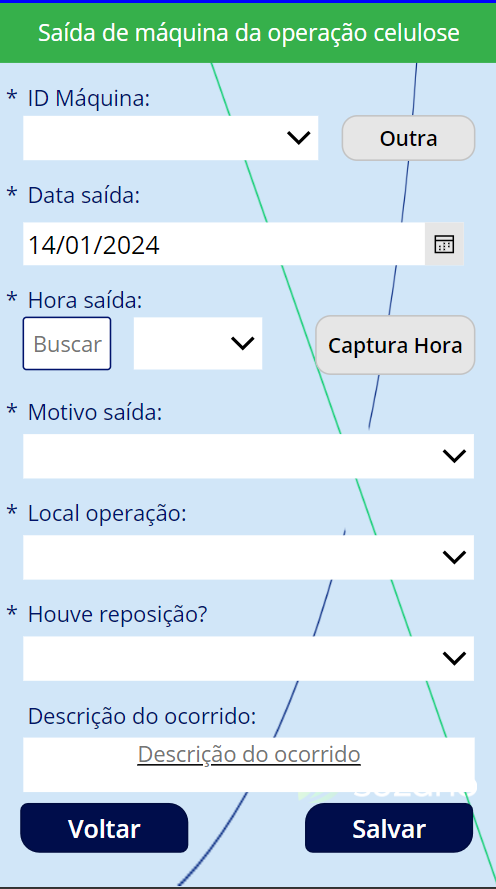 Saída de máquina da operação celulose
* ID Máquina:
Outra
* Data saída:
14/01/2024
* Hora saída:
Buscar
Captura Hora
* Motivo saída:
* Local operação:
* Houve reposição?
Descrição do ocorrido:
Descrição do ocorrido
Voltar
Salvar